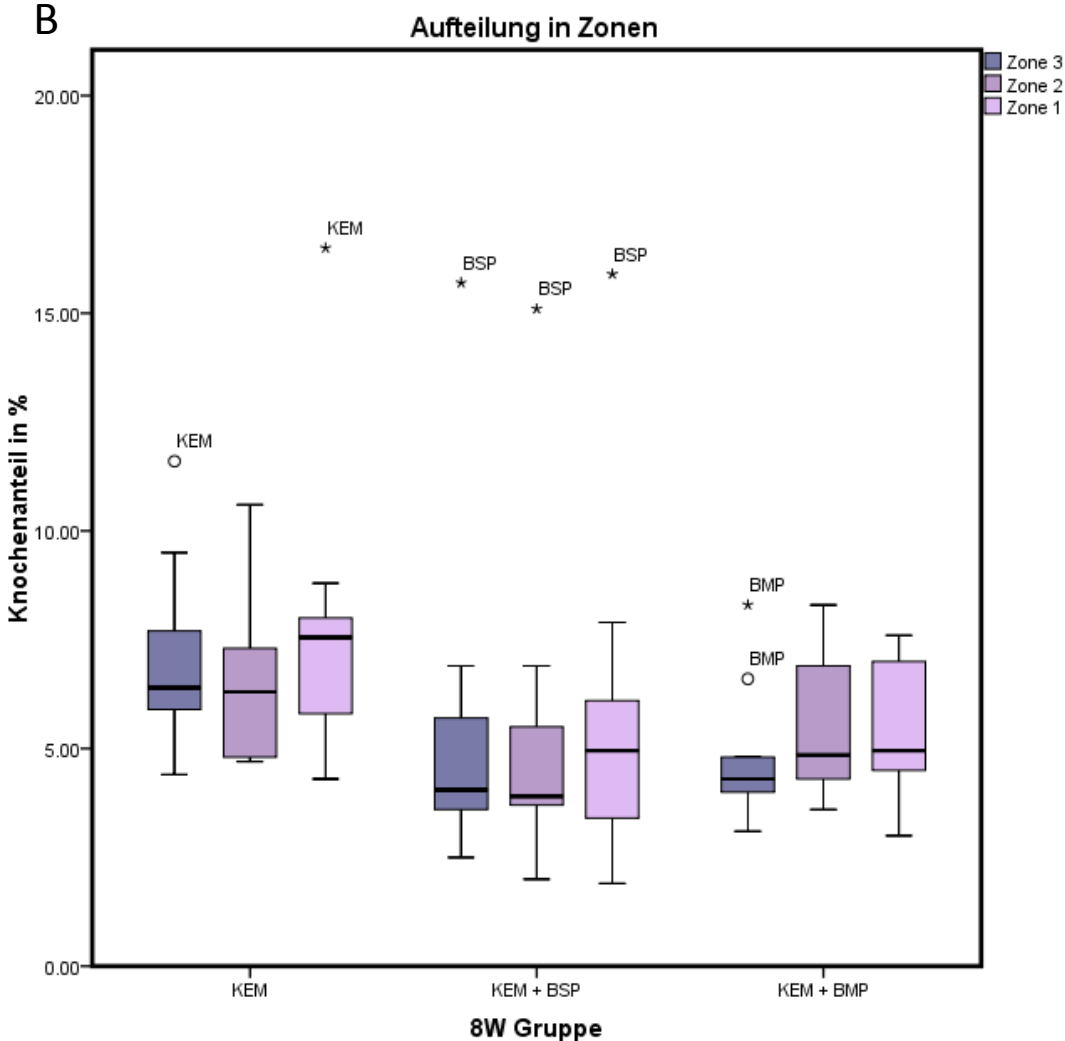 B
Aufteilung in Zonen
Zone 3
Zone 2
Zone 1
20.00
15.00
10.00
5.00
0.00
Knochenanteil in %
KEM
KEM
BSP
BSP
BSP
BMP
BMP
KEM
KEM + BSP
KEM + BMP
8W Gruppe